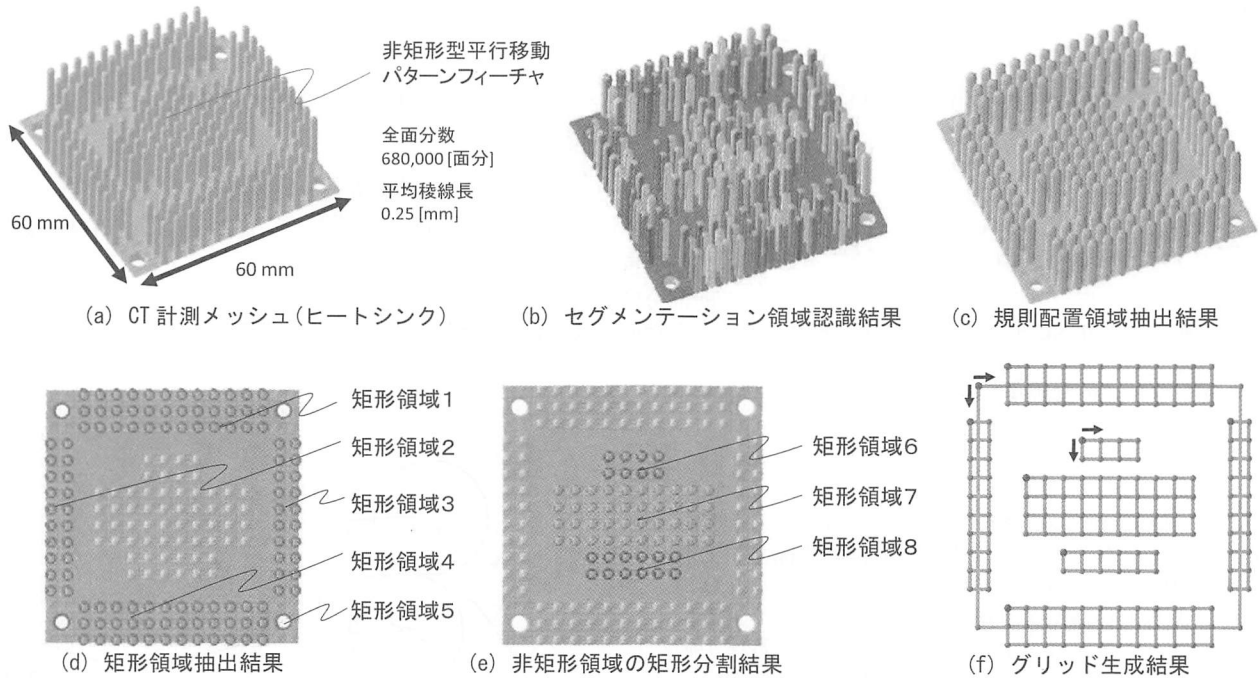 非矩形型平行移動
パターンフィーチャ
全面分数
680,000 [面分]
平均稜線長
0.25 [mm]
60 mm
60 mm
(a) CT 計測メッシュ(ヒートシンク)
(b) セグメンテーション領域認識結果
(c) 規則配置領域抽出結果
矩形領域1
矩形領域2
矩形領域3
矩形領域4
矩形領域5
(d) 矩形領域抽出結果
矩形領域6
矩形領域7
矩形領域8
(e) 非矩形領域の矩形分割結果
(f) グリッド生成結果